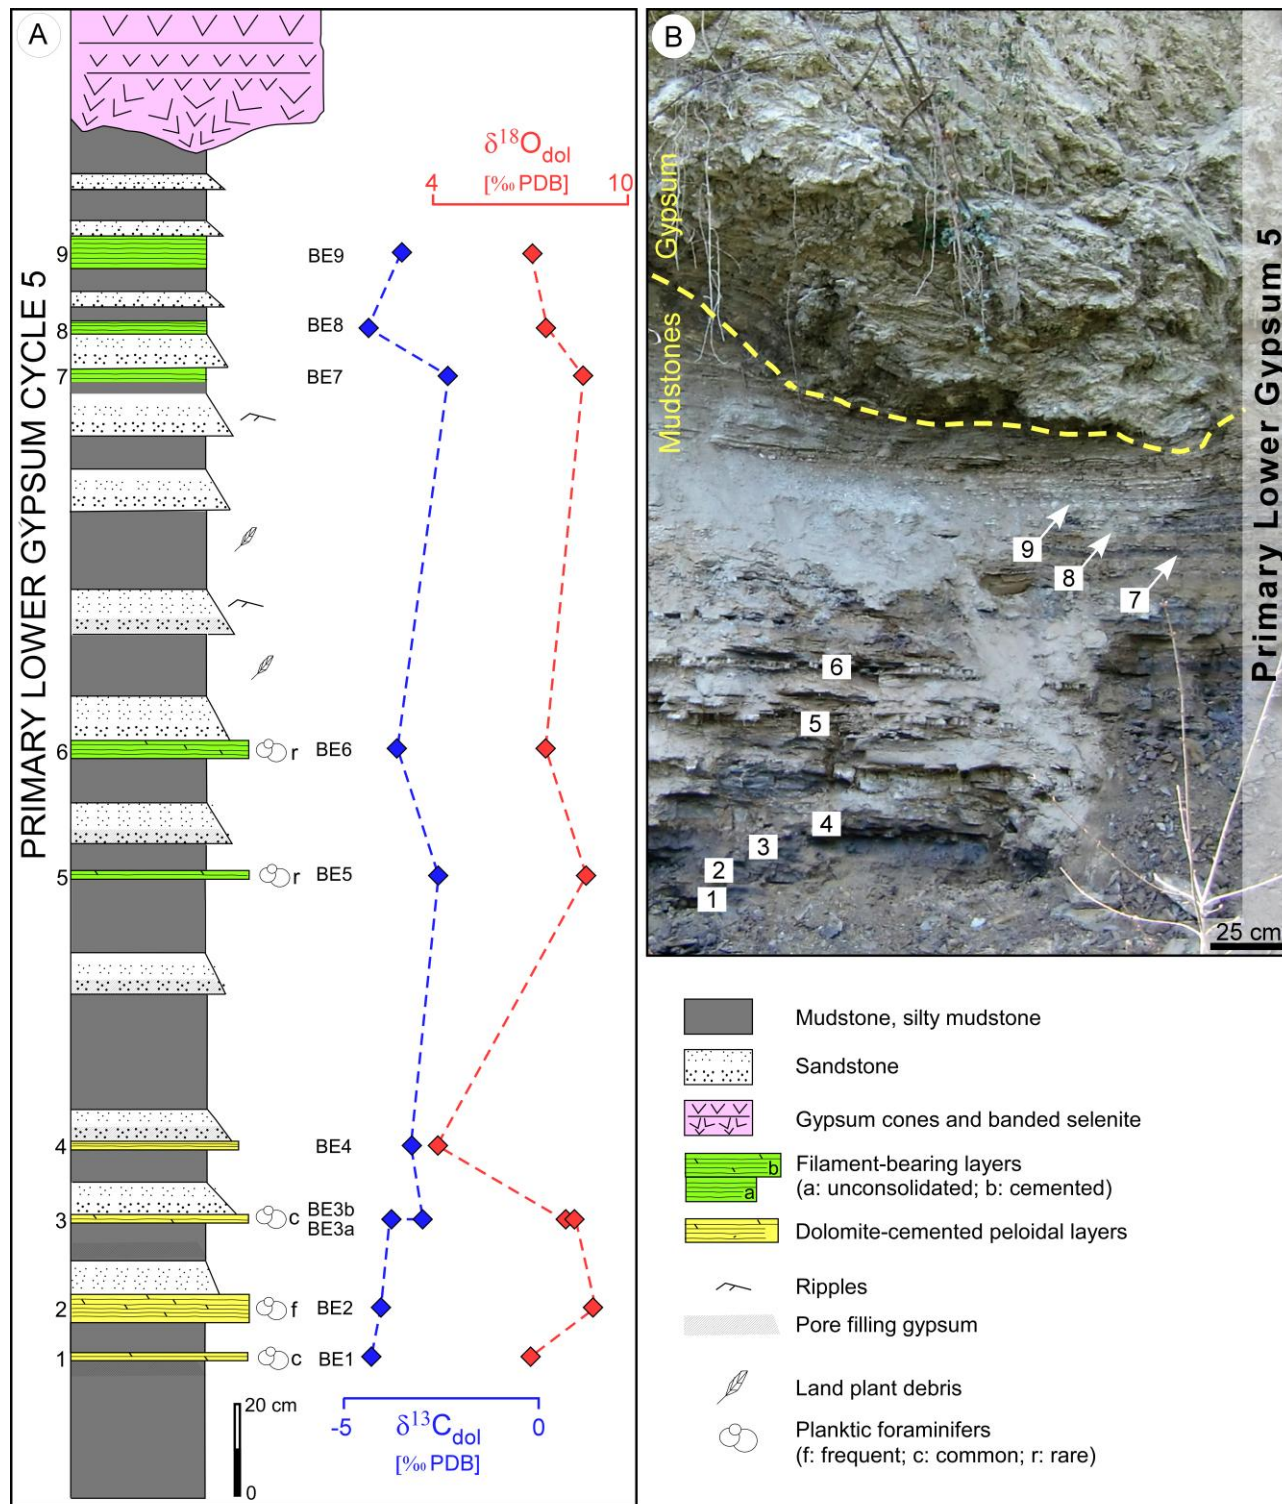 A
PRIMARY LOWER GYPSUM CYCLE 5
δ18Odol
[‰ PDB]
4
10
9
BE9
8
BE8
7
BE7
6
r
BE6
5
r
BE5
4
BE4
3
c
BE3b
BE3a
2
f
BE2
1
c
BE1
20 cm
0
-5
0
δ13Cdol
[‰ PDB]
B
Gypsum
Mudstones
9
8
7
6
5
4
3
2
1
25 cm
Primary Lower Gypsum 5
Mudstone, silty mudstone
Sandstone
Gypsum cones and banded selenite
b
a
Filament-bearing layers
(a: unconsolidated; b: cemented)
Dolomite-cemented peloidal layers
Ripples
Pore filling gypsum
Land plant debris
Planktic foraminifers
(f: frequent; c: common; r: rare)